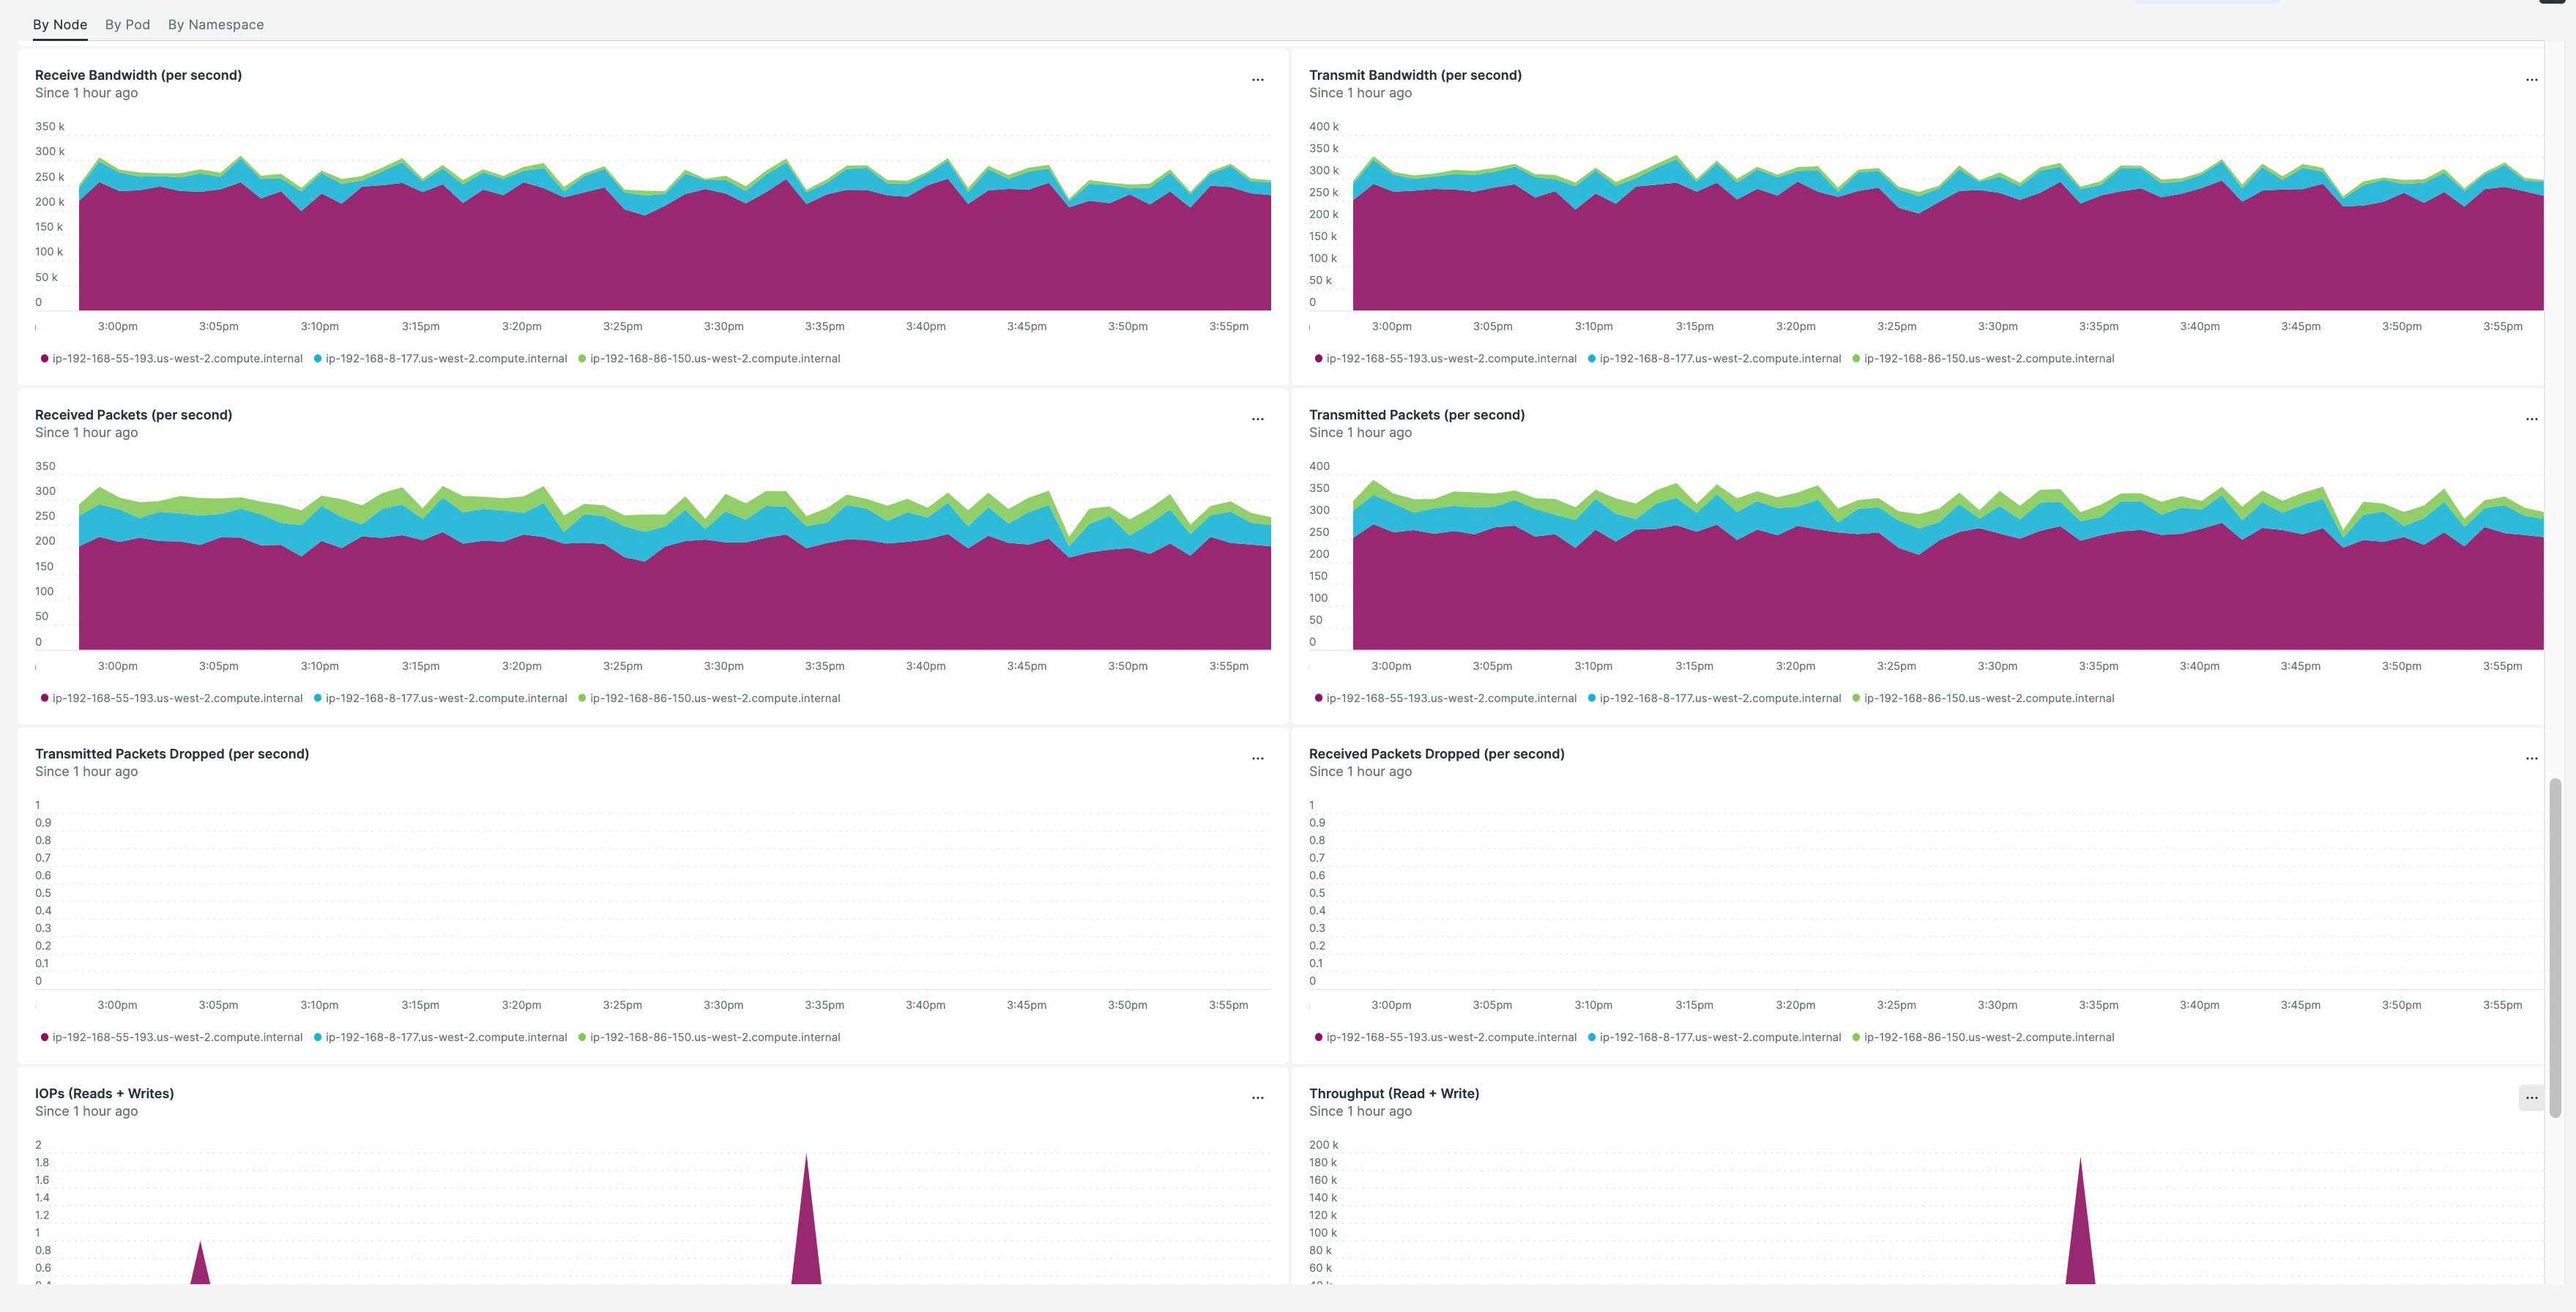 By Node By Pod By Namespace
Receive Bandwidth (per second)
...
Since 1 hour ago
350 k
300 k
250 k
200 k
150 k
100 k
50 k
0
3:00pm 3:05pm 3:10pm 3:15pm 3:20pm 3:25pm 3:30pm 3:35pm 3:40pm 3:45pm 3:50pm 3:55pm
ip-192-168-55-193.us-west-2.compute.internal ip-192-168-8-177.us-west-2.compute.internal ip-192-168-86-150.us-west-2.compute.internal
Transmit Bandwidth (per second)
...
Since 1 hour ago
400 k
350 k
300 k
250 k
200 k
150 k
100 k
50 k
0
3:00pm 3:05pm 3:10pm 3:15pm 3:20pm 3:25pm 3:30pm 3:35pm 3:40pm 3:45pm 3:50pm 3:55pm
ip-192-168-55-193.us-west-2.compute.internal ip-192-168-8-177.us-west-2.compute.internal ip-192-168-86-150.us-west-2.compute.internal
Received Packets (per second)
...
Since 1 hour ago
350
300
250
200
150
100
50
0
3:00pm 3:05pm 3:10pm 3:15pm 3:20pm 3:25pm 3:30pm 3:35pm 3:40pm 3:45pm 3:50pm 3:55pm
ip-192-168-55-193.us-west-2.compute.internal ip-192-168-8-177.us-west-2.compute.internal ip-192-168-86-150.us-west-2.compute.internal
Transmitted Packets (per second)
...
Since 1 hour ago
400
350
300
250
200
150
100
50
0
3:00pm 3:05pm 3:10pm 3:15pm 3:20pm 3:25pm 3:30pm 3:35pm 3:40pm 3:45pm 3:50pm 3:55pm
ip-192-168-55-193.us-west-2.compute.internal ip-192-168-8-177.us-west-2.compute.internal ip-192-168-86-150.us-west-2.compute.internal
Transmitted Packets Dropped (per second)
...
Since 1 hour ago
1
0.9
0.8
0.7
0.6
0.5
0.4
0.3
0.2
0.1
0
3:00pm 3:05pm 3:10pm 3:15pm 3:20pm 3:25pm 3:30pm 3:35pm 3:40pm 3:45pm 3:50pm 3:55pm
ip-192-168-55-193.us-west-2.compute.internal ip-192-168-8-177.us-west-2.compute.internal ip-192-168-86-150.us-west-2.compute.internal
Received Packets Dropped (per second)
...
Since 1 hour ago
1
0.9
0.8
0.7
0.6
0.5
0.4
0.3
0.2
0.1
0
3:00pm 3:05pm 3:10pm 3:15pm 3:20pm 3:25pm 3:30pm 3:35pm 3:40pm 3:45pm 3:50pm 3:55pm
ip-192-168-55-193.us-west-2.compute.internal ip-192-168-8-177.us-west-2.compute.internal ip-192-168-86-150.us-west-2.compute.internal
IOPs (Reads + Writes)
...
Since 1 hour ago
2
1.8
1.6
1.4
1.2
1
0.8
0.6
Throughput (Read + Write)
...
Since 1 hour ago
200 k
180 k
160 k
140 k
120 k
100 k
80 k
60 k